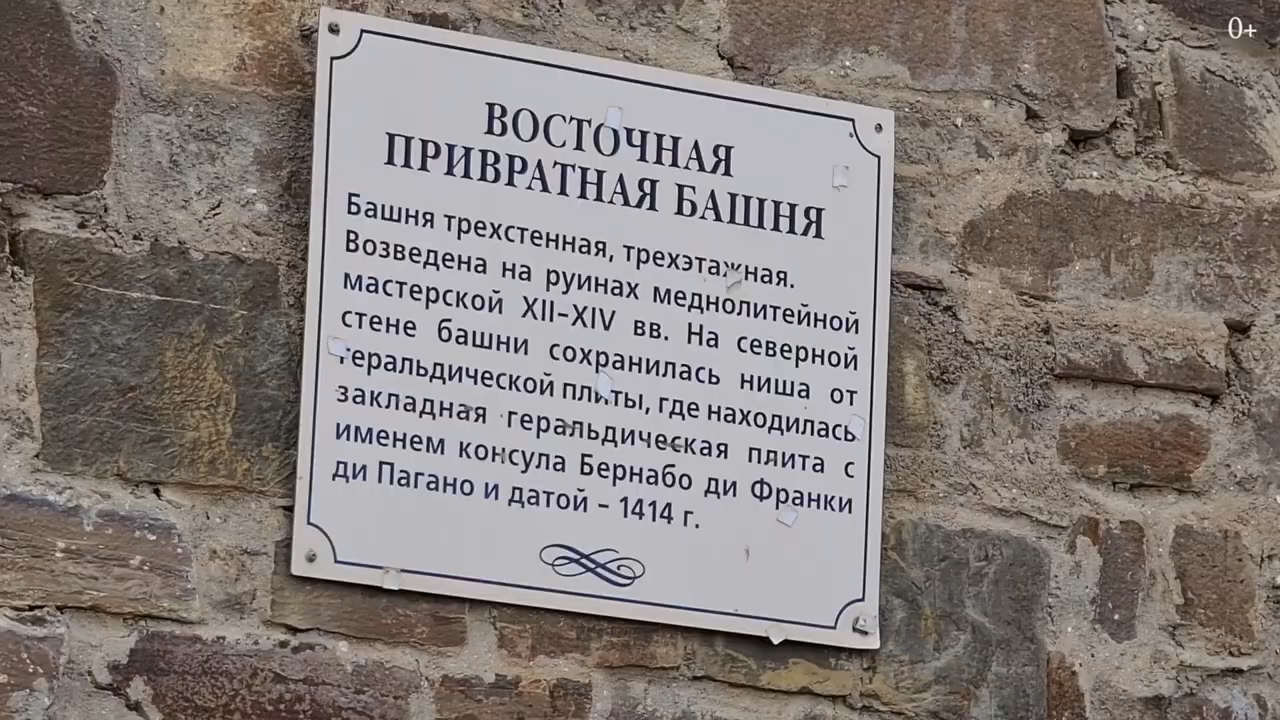 0+
ВОСТОЧНАЯ
ПРИВРАТНАЯ БАШНЯ
Башня трехстенная, трехэтажная.
Возведена на руинах меднолитейной
мастерской XII-XIV вв. На северной
стене башни сохранилась ниша от
геральдической плиты, где находилась
закладная геральдическая плита с
именем консула Бернабо ди Франки
ди Пагано и датой – 1414 г.